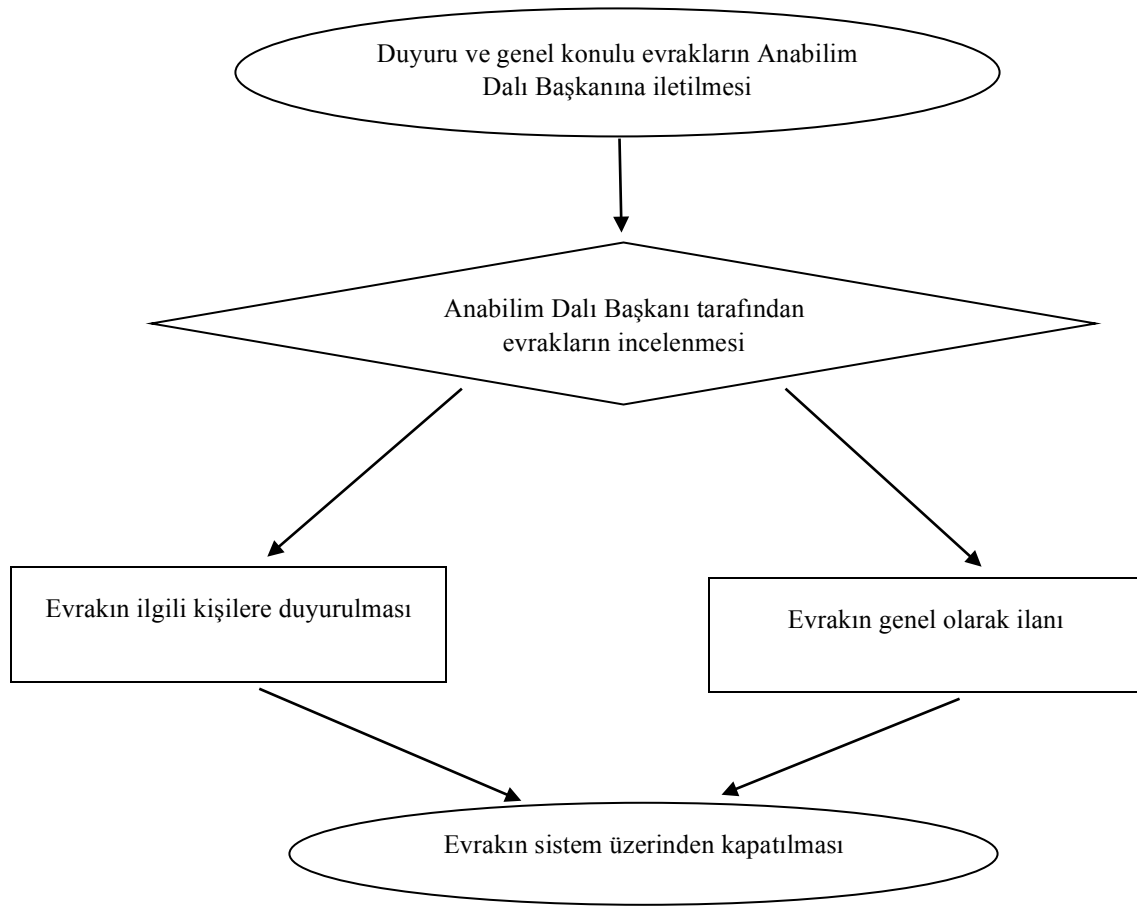 Duyuru ve genel konulu evrakların Anabilim
Dalı Başkanına iletilmesi
Anabilim Dalı Başkanı tarafından
evrakların incelenmesi
Evrakın ilgili kişilere duyurulması
Evrakın genel olarak ilanı
Evrakın sistem üzerinden kapatılması